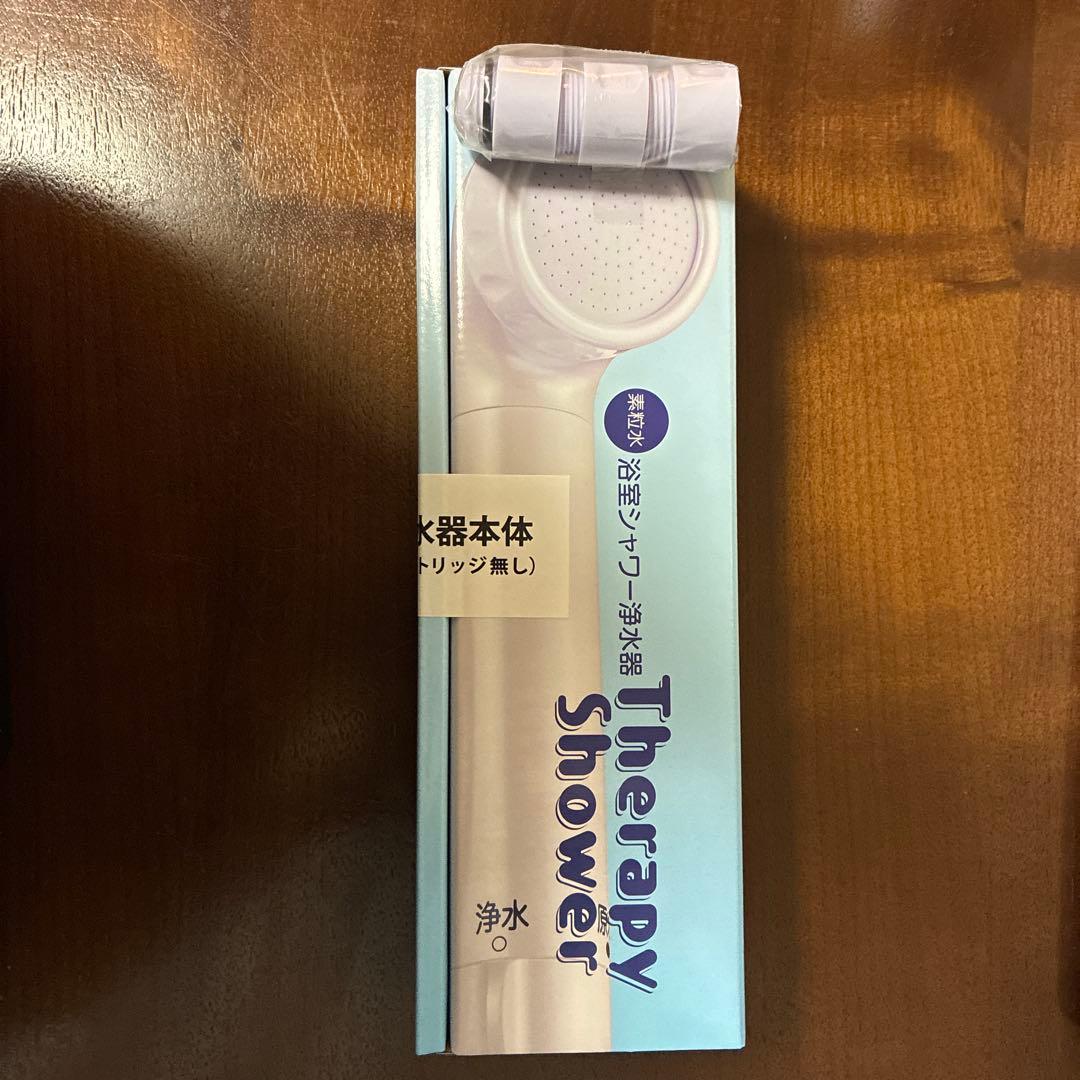 素粒水
浴室シャワー浄水器
Therapy
Shower
水器本体
トリッジ無し)
浄水